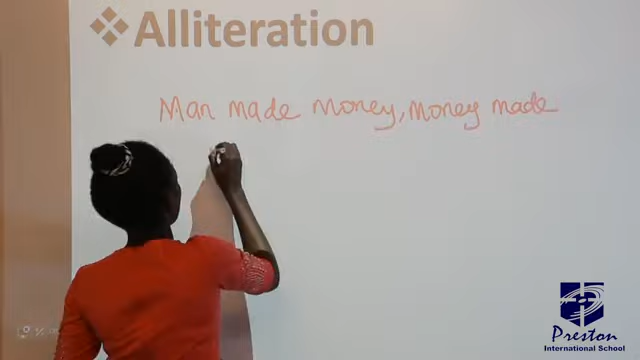 ❖ Alliteration
Man made Money, Money made
Preston
International School